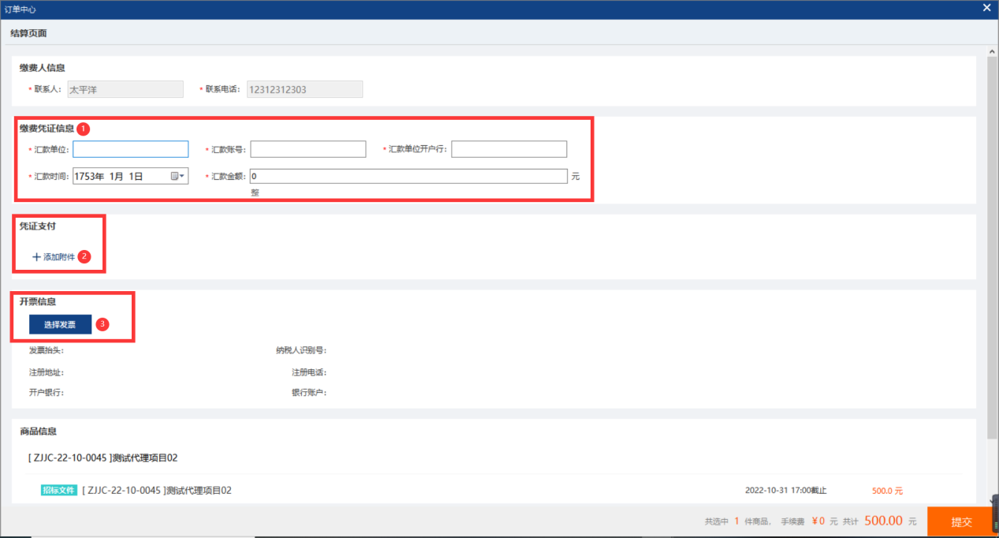 订单中心
结算页面
缴费人信息
* 联系人: 太平洋 * 联系电话: 12312312303
缴费凭证信息 1
* 汇款单位: * 汇款账号: * 汇款单位开户行:
* 汇款时间: 1753年 1月 1日 * 汇款金额: 0 元
整
凭证支付
+ 添加附件 2
开票信息
选择发票 3
发票抬头: 纳税人识别号:
注册地址: 注册电话:
开户银行: 银行账户:
商品信息
[ ZJJC-22-10-0045 ]测试代理项目02
招标文件 [ ZJJC-22-10-0045 ]测试代理项目02 2022-10-31 17:00截止 500.0 元
共选中 1 件商品, 手续费 ¥0 元 共计 500.00 元 提交